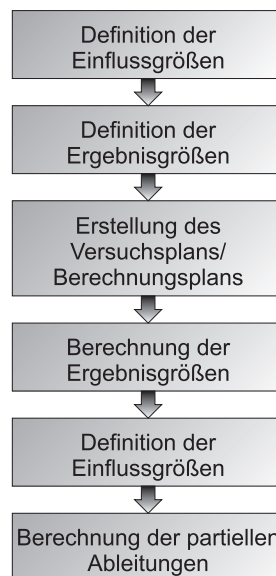 Definition der
Einflussgrößen
Definition der
Ergebnisgrößen
Erstellung des
Versuchsplans/
Berechnungsplans
Berechnung der
Ergebnisgrößen
Definition der
Einflussgrößen
Berechnung der partiellen
Ableitungen